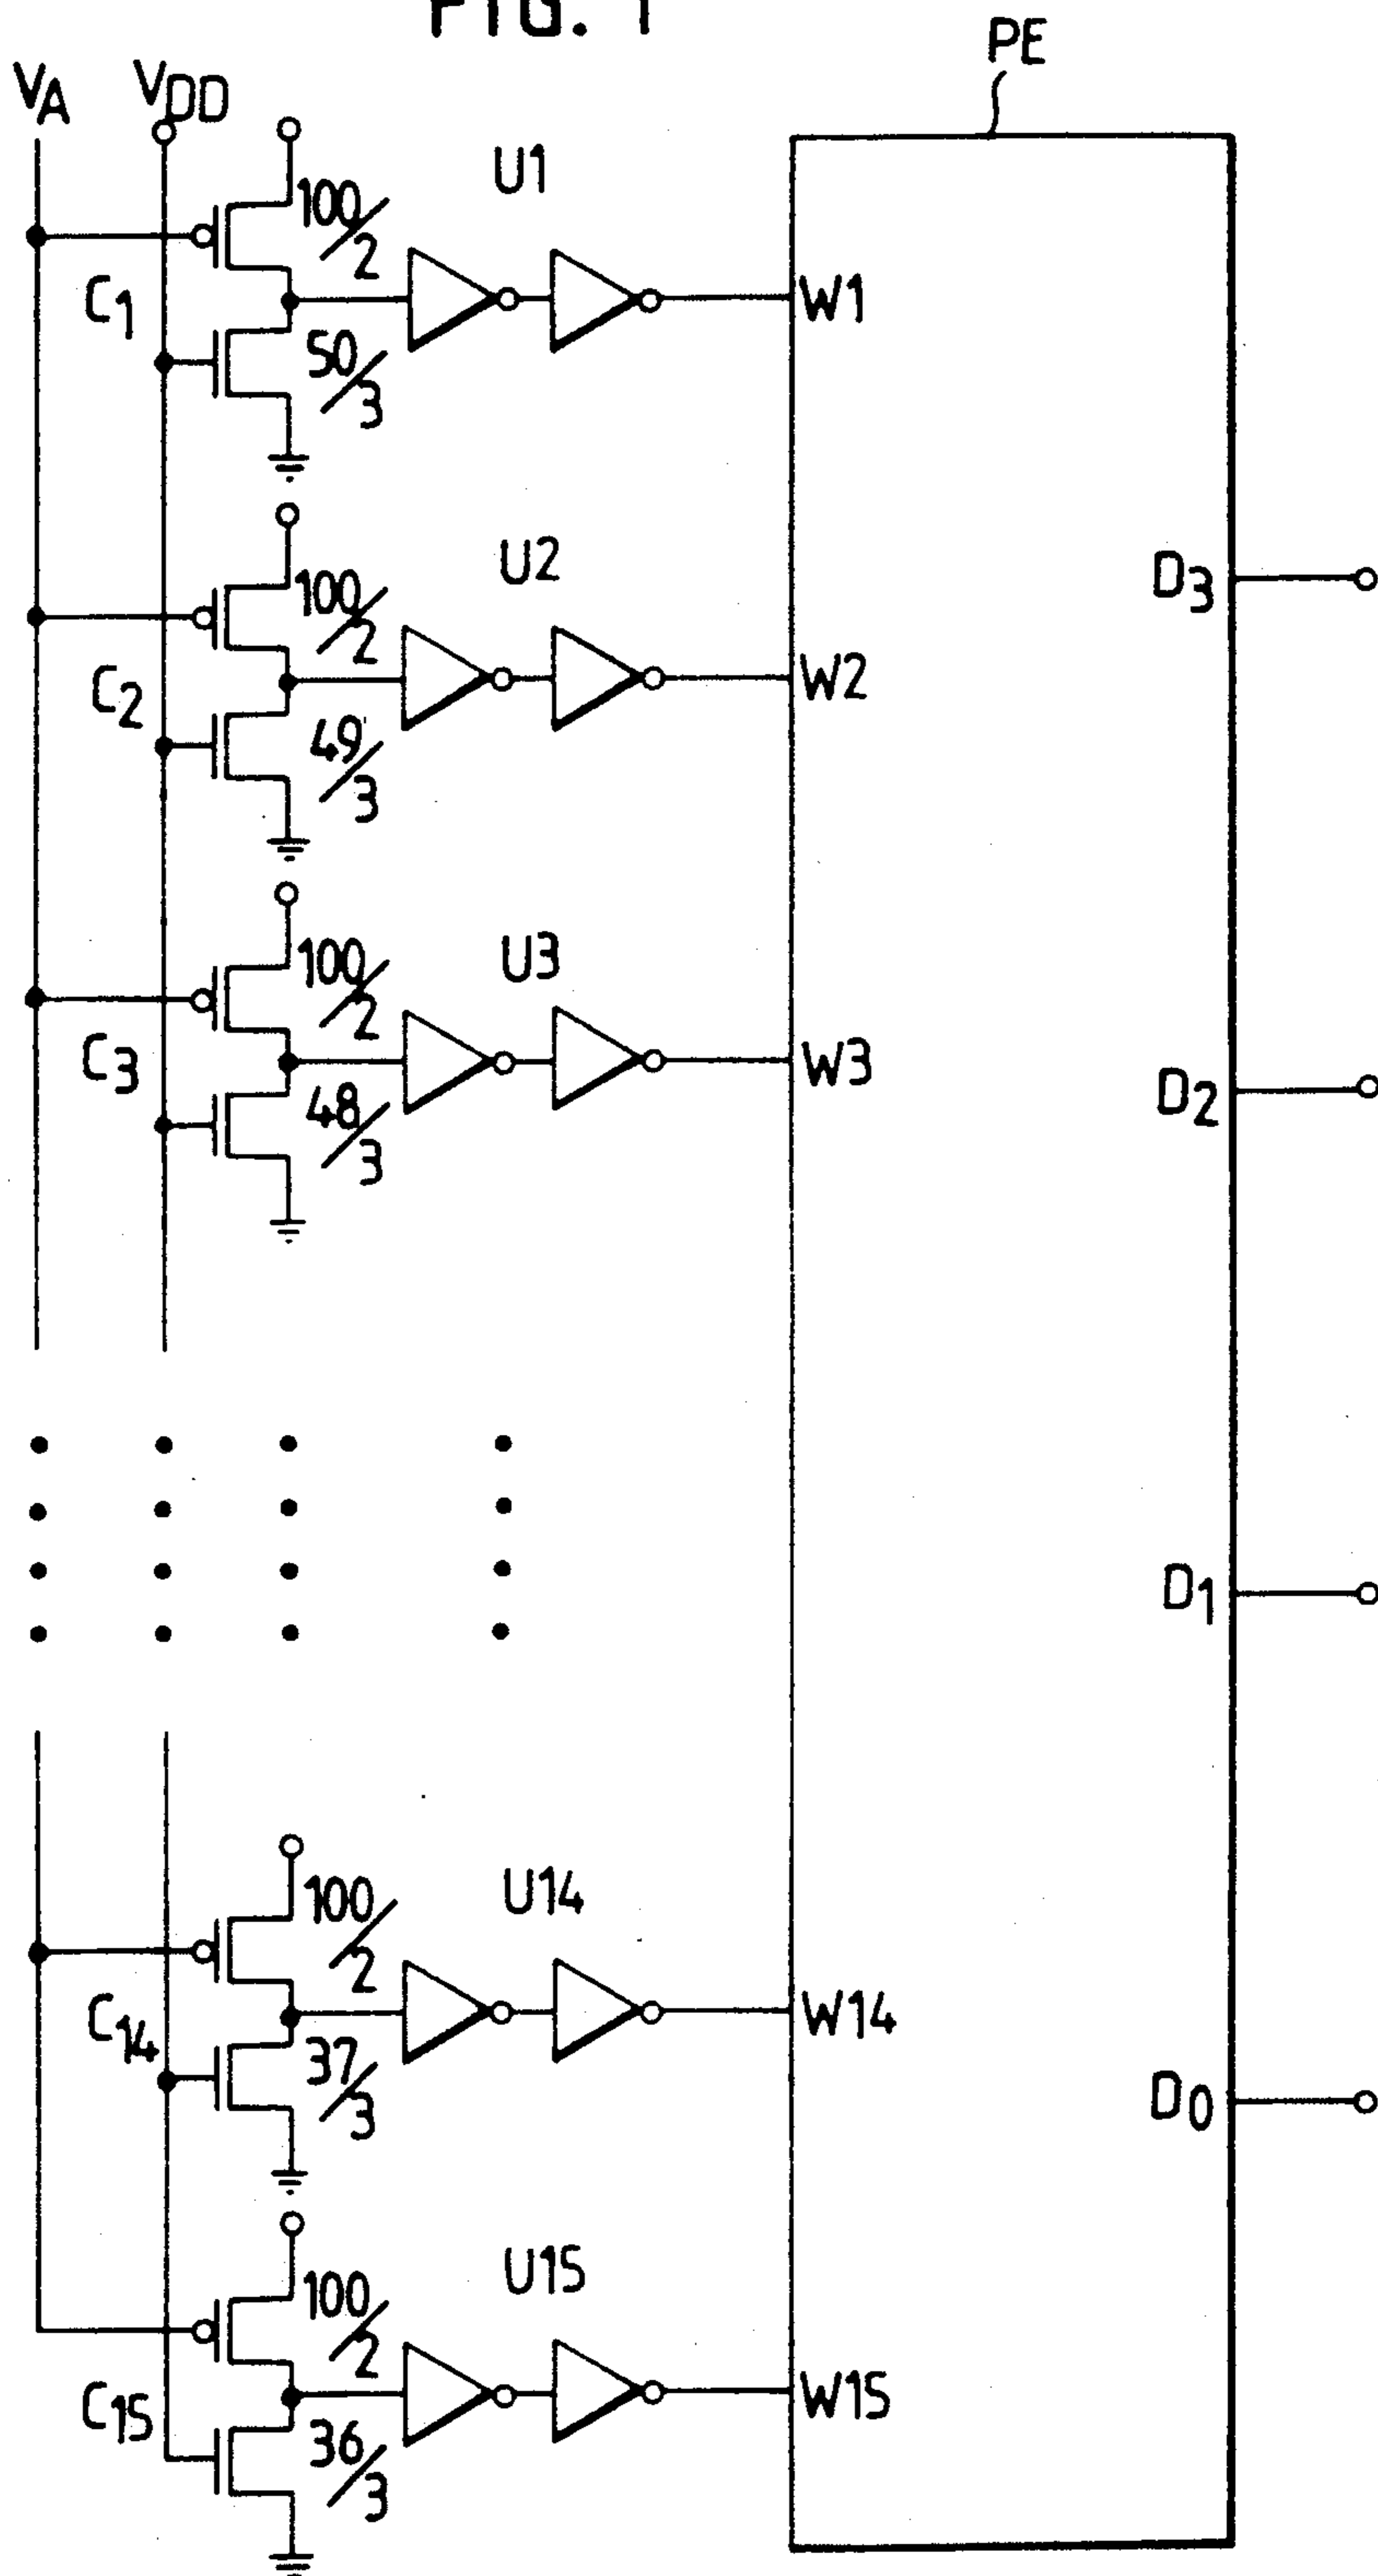 FIG. 1
VA
VDD
PE
U1
100/2
C1
W1
50/3
U2
100/2
D3
C2
W2
49/3
U3
100/2
C3
W3
D2
48/3
D1
U14
100/2
C14
W14
37/3
D0
U15
100/2
C15
W15
36/3